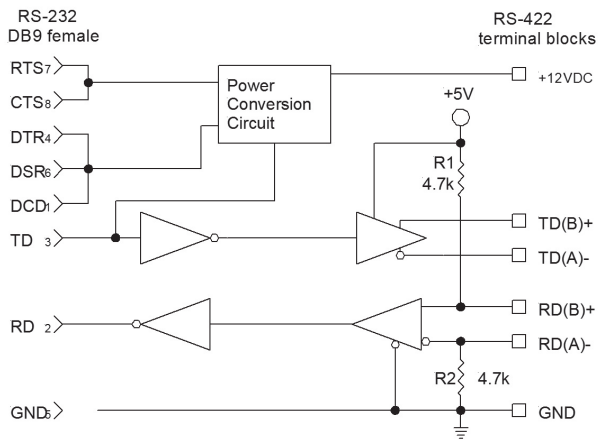 RS-232
DB9 female
RS-422
terminal blocks
RTS7
CTS8
DTR4
DSR6
DCD1
TD 3
RD 2
GND5
Power
Conversion
Circuit
+12VDC
+5V
R1
4.7k
TD(B)+
TD(A)-
RD(B)+
RD(A)-
R2 4.7k
GND